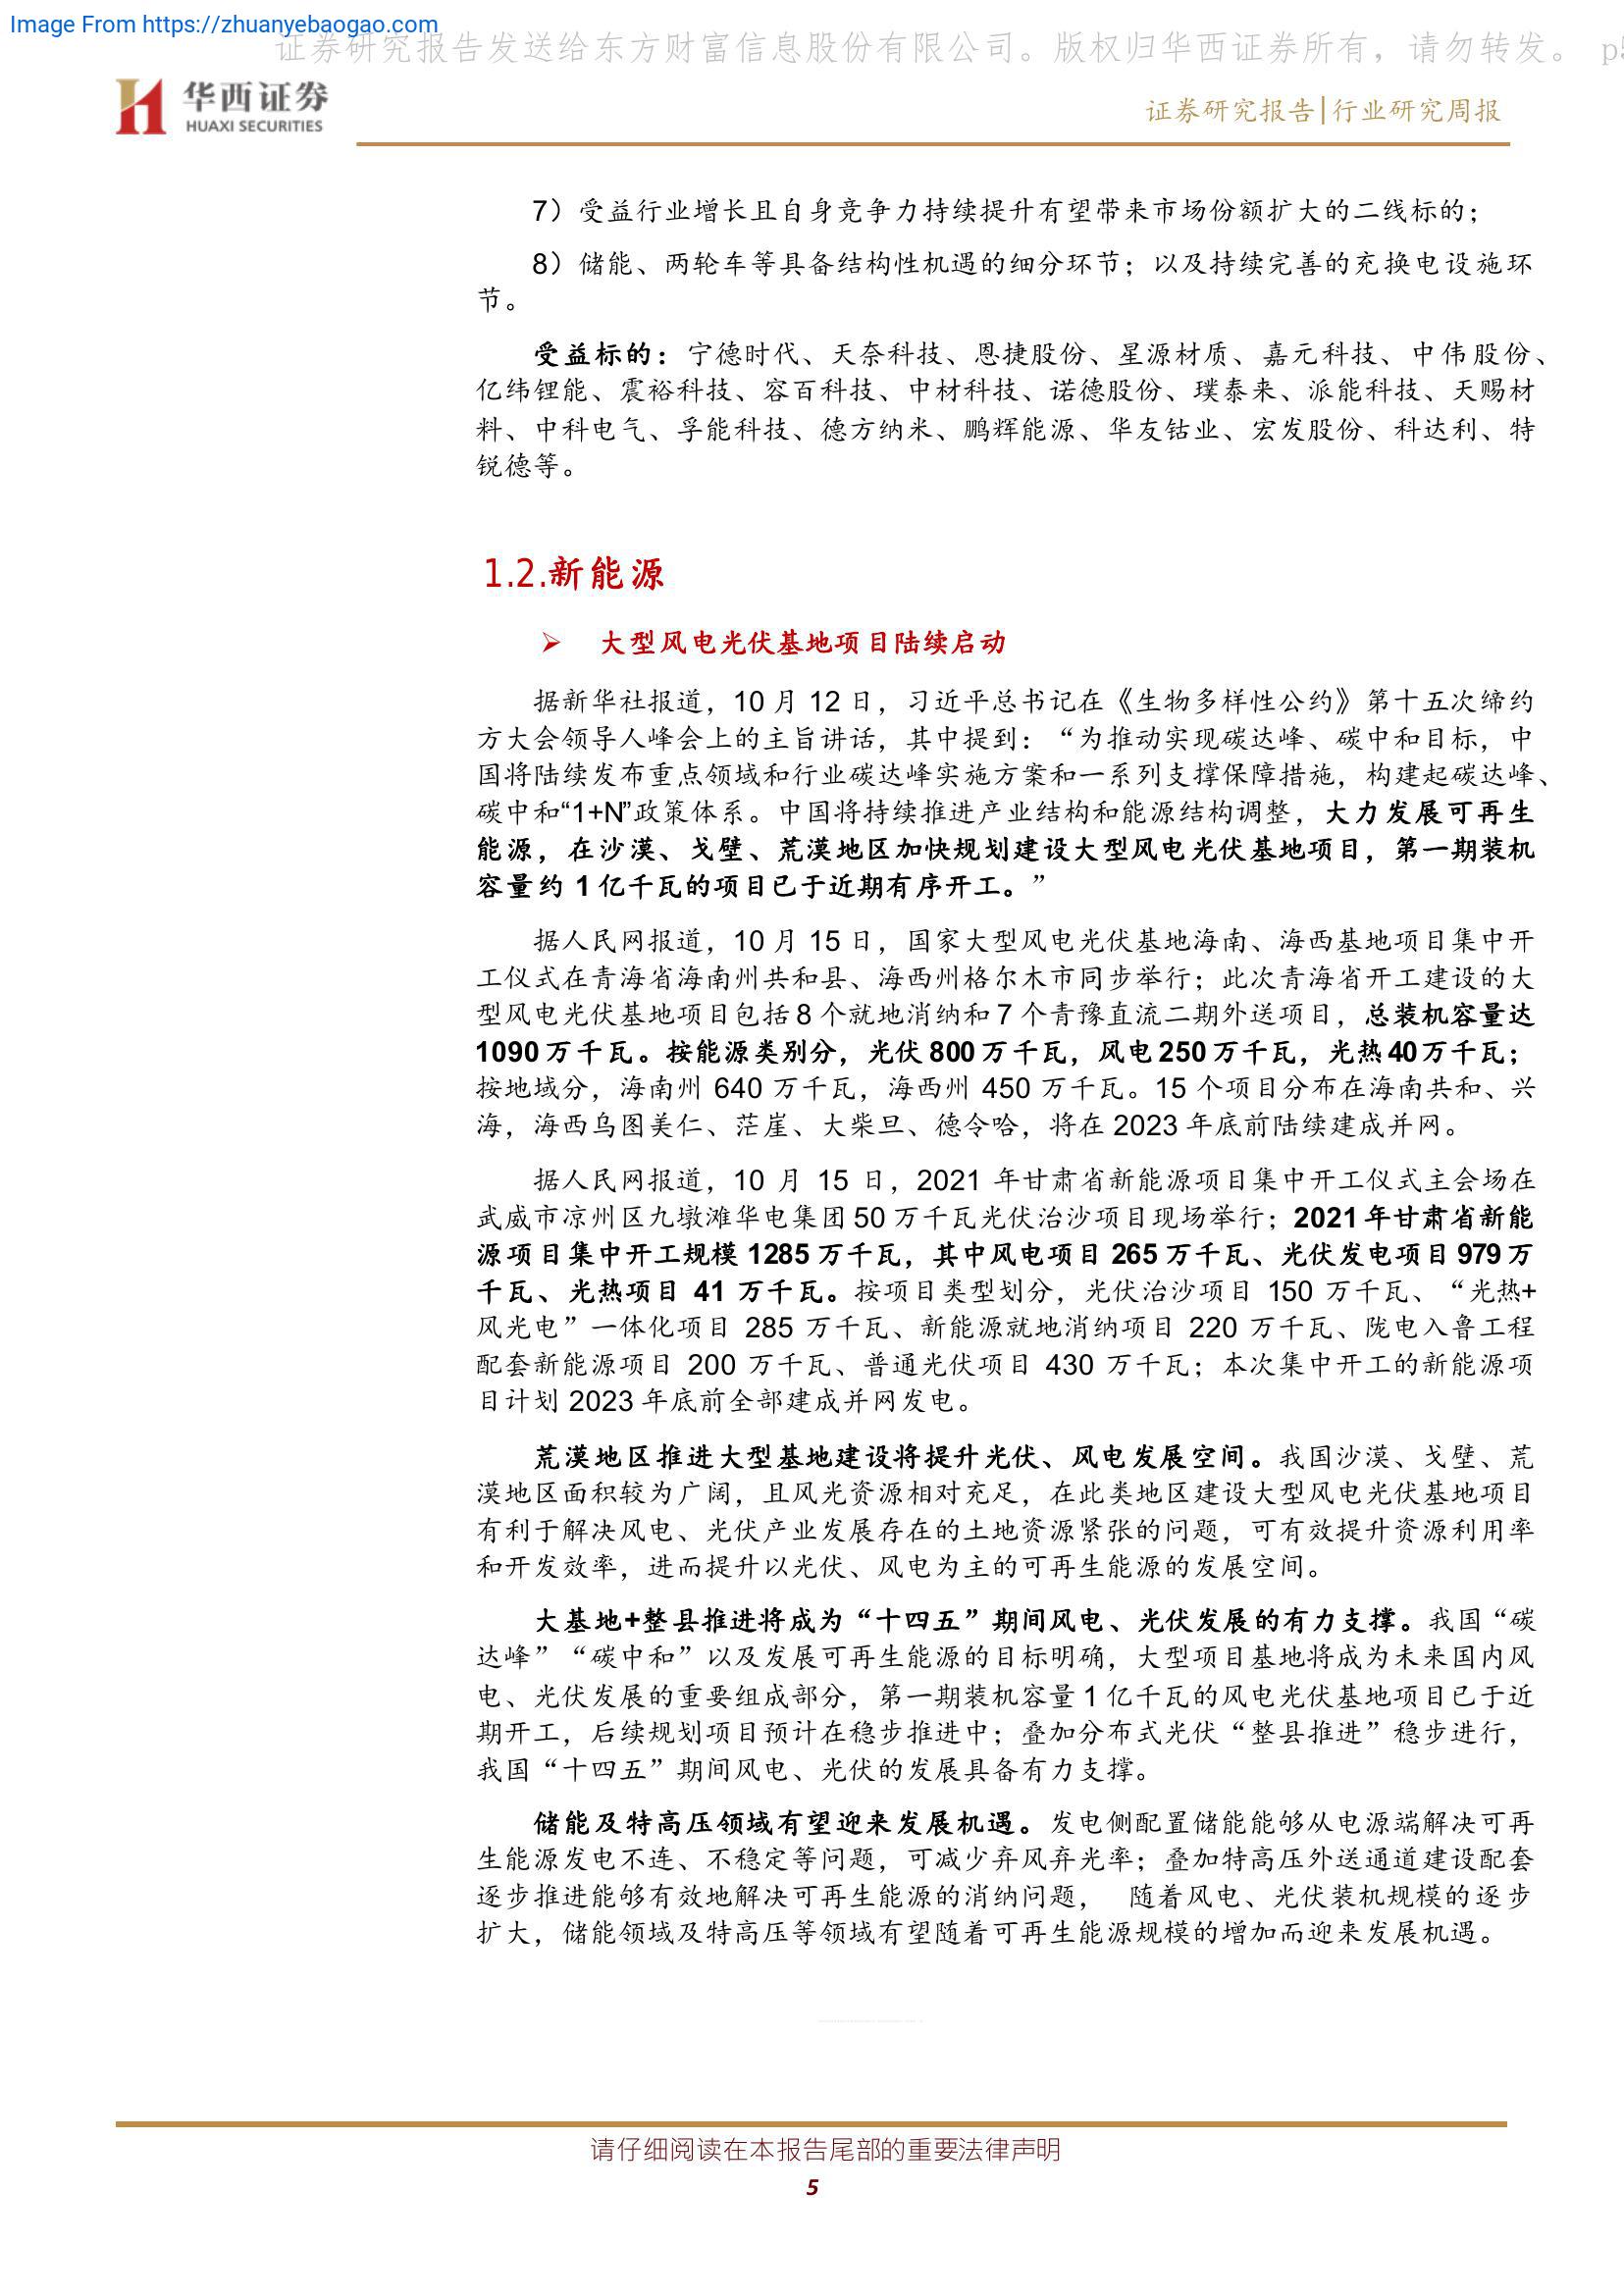 Image From https://zhuanyebaogao.com
证券研究报告发送给东方财富信息股份有限公司。版权归华西证券所有，请勿转发。 p5
华西证券
HUAXI SECURITIES
证券研究报告|行业研究周报
7）受益行业增长且自身竞争力持续提升有望带来市场份额扩大的二线标的；
8）储能、两轮车等具备结构性机遇的细分环节；以及持续完善的充换电设施环
节。
受益标的：宁德时代、天奈科技、恩捷股份、星源材质、嘉元科技、中伟股份、
亿纬锂能、震裕科技、容百科技、中材科技、诺德股份、璞泰来、派能科技、天赐材
料、中科电气、孚能科技、德方纳米、鹏辉能源、华友钴业、宏发股份、科达利、特
锐德等。
1.2.新能源
➢ 大型风电光伏基地项目陆续启动
据新华社报道，10 月 12 日，习近平总书记在《生物多样性公约》第十五次缔约
方大会领导人峰会上的主旨讲话，其中提到：“为推动实现碳达峰、碳中和目标，中
国将陆续发布重点领域和行业碳达峰实施方案和一系列支撑保障措施，构建起碳达峰、
碳中和“1+N”政策体系。中国将持续推进产业结构和能源结构调整，大力发展可再生
能源，在沙漠、戈壁、荒漠地区加快规划建设大型风电光伏基地项目，第一期装机
容量约 1 亿千瓦的项目已于近期有序开工。”
据人民网报道，10 月 15 日，国家大型风电光伏基地海南、海西基地项目集中开
工仪式在青海省海南州共和县、海西州格尔木市同步举行；此次青海省开工建设的大
型风电光伏基地项目包括 8 个就地消纳和 7 个青豫直流二期外送项目，总装机容量达
1090 万千瓦。按能源类别分，光伏 800 万千瓦，风电 250 万千瓦，光热 40 万千瓦；
按地域分，海南州 640 万千瓦，海西州 450 万千瓦。15 个项目分布在海南共和、兴
海，海西乌图美仁、茫崖、大柴旦、德令哈，将在 2023 年底前陆续建成并网。
据人民网报道，10 月 15 日，2021 年甘肃省新能源项目集中开工仪式主会场在
武威市凉州区九墩滩华电集团 50 万千瓦光伏治沙项目现场举行；2021 年甘肃省新能
源项目集中开工规模 1285 万千瓦，其中风电项目 265 万千瓦、光伏发电项目 979 万
千瓦、光热项目 41 万千瓦。按项目类型划分，光伏治沙项目 150 万千瓦、“光热+
风光电”一体化项目 285 万千瓦、新能源就地消纳项目 220 万千瓦、陇电入鲁工程
配套新能源项目 200 万千瓦、普通光伏项目 430 万千瓦；本次集中开工的新能源项
目计划 2023 年底前全部建成并网发电。
荒漠地区推进大型基地建设将提升光伏、风电发展空间。我国沙漠、戈壁、荒
漠地区面积较为广阔，且风光资源相对充足，在此类地区建设大型风电光伏基地项目
有利于解决风电、光伏产业发展存在的土地资源紧张的问题，可有效提升资源利用率
和开发效率，进而提升以光伏、风电为主的可再生能源的发展空间。
大基地+整县推进将成为“十四五”期间风电、光伏发展的有力支撑。我国“碳
达峰”“碳中和”以及发展可再生能源的目标明确，大型项目基地将成为未来国内风
电、光伏发展的重要组成部分，第一期装机容量 1 亿千瓦的风电光伏基地项目已于近
期开工，后续规划项目预计在稳步推进中；叠加分布式光伏“整县推进”稳步进行，
我国“十四五”期间风电、光伏的发展具备有力支撑。
储能及特高压领域有望迎来发展机遇。发电侧配置储能能够从电源端解决可再
生能源发电不连、不稳定等问题，可减少弃风弃光率；叠加特高压外送通道建设配套
逐步推进能够有效地解决可再生能源的消纳问题， 随着风电、光伏装机规模的逐步
扩大，储能领域及特高压等领域有望随着可再生能源规模的增加而迎来发展机遇。
请仔细阅读在本报告尾部的重要法律声明
5